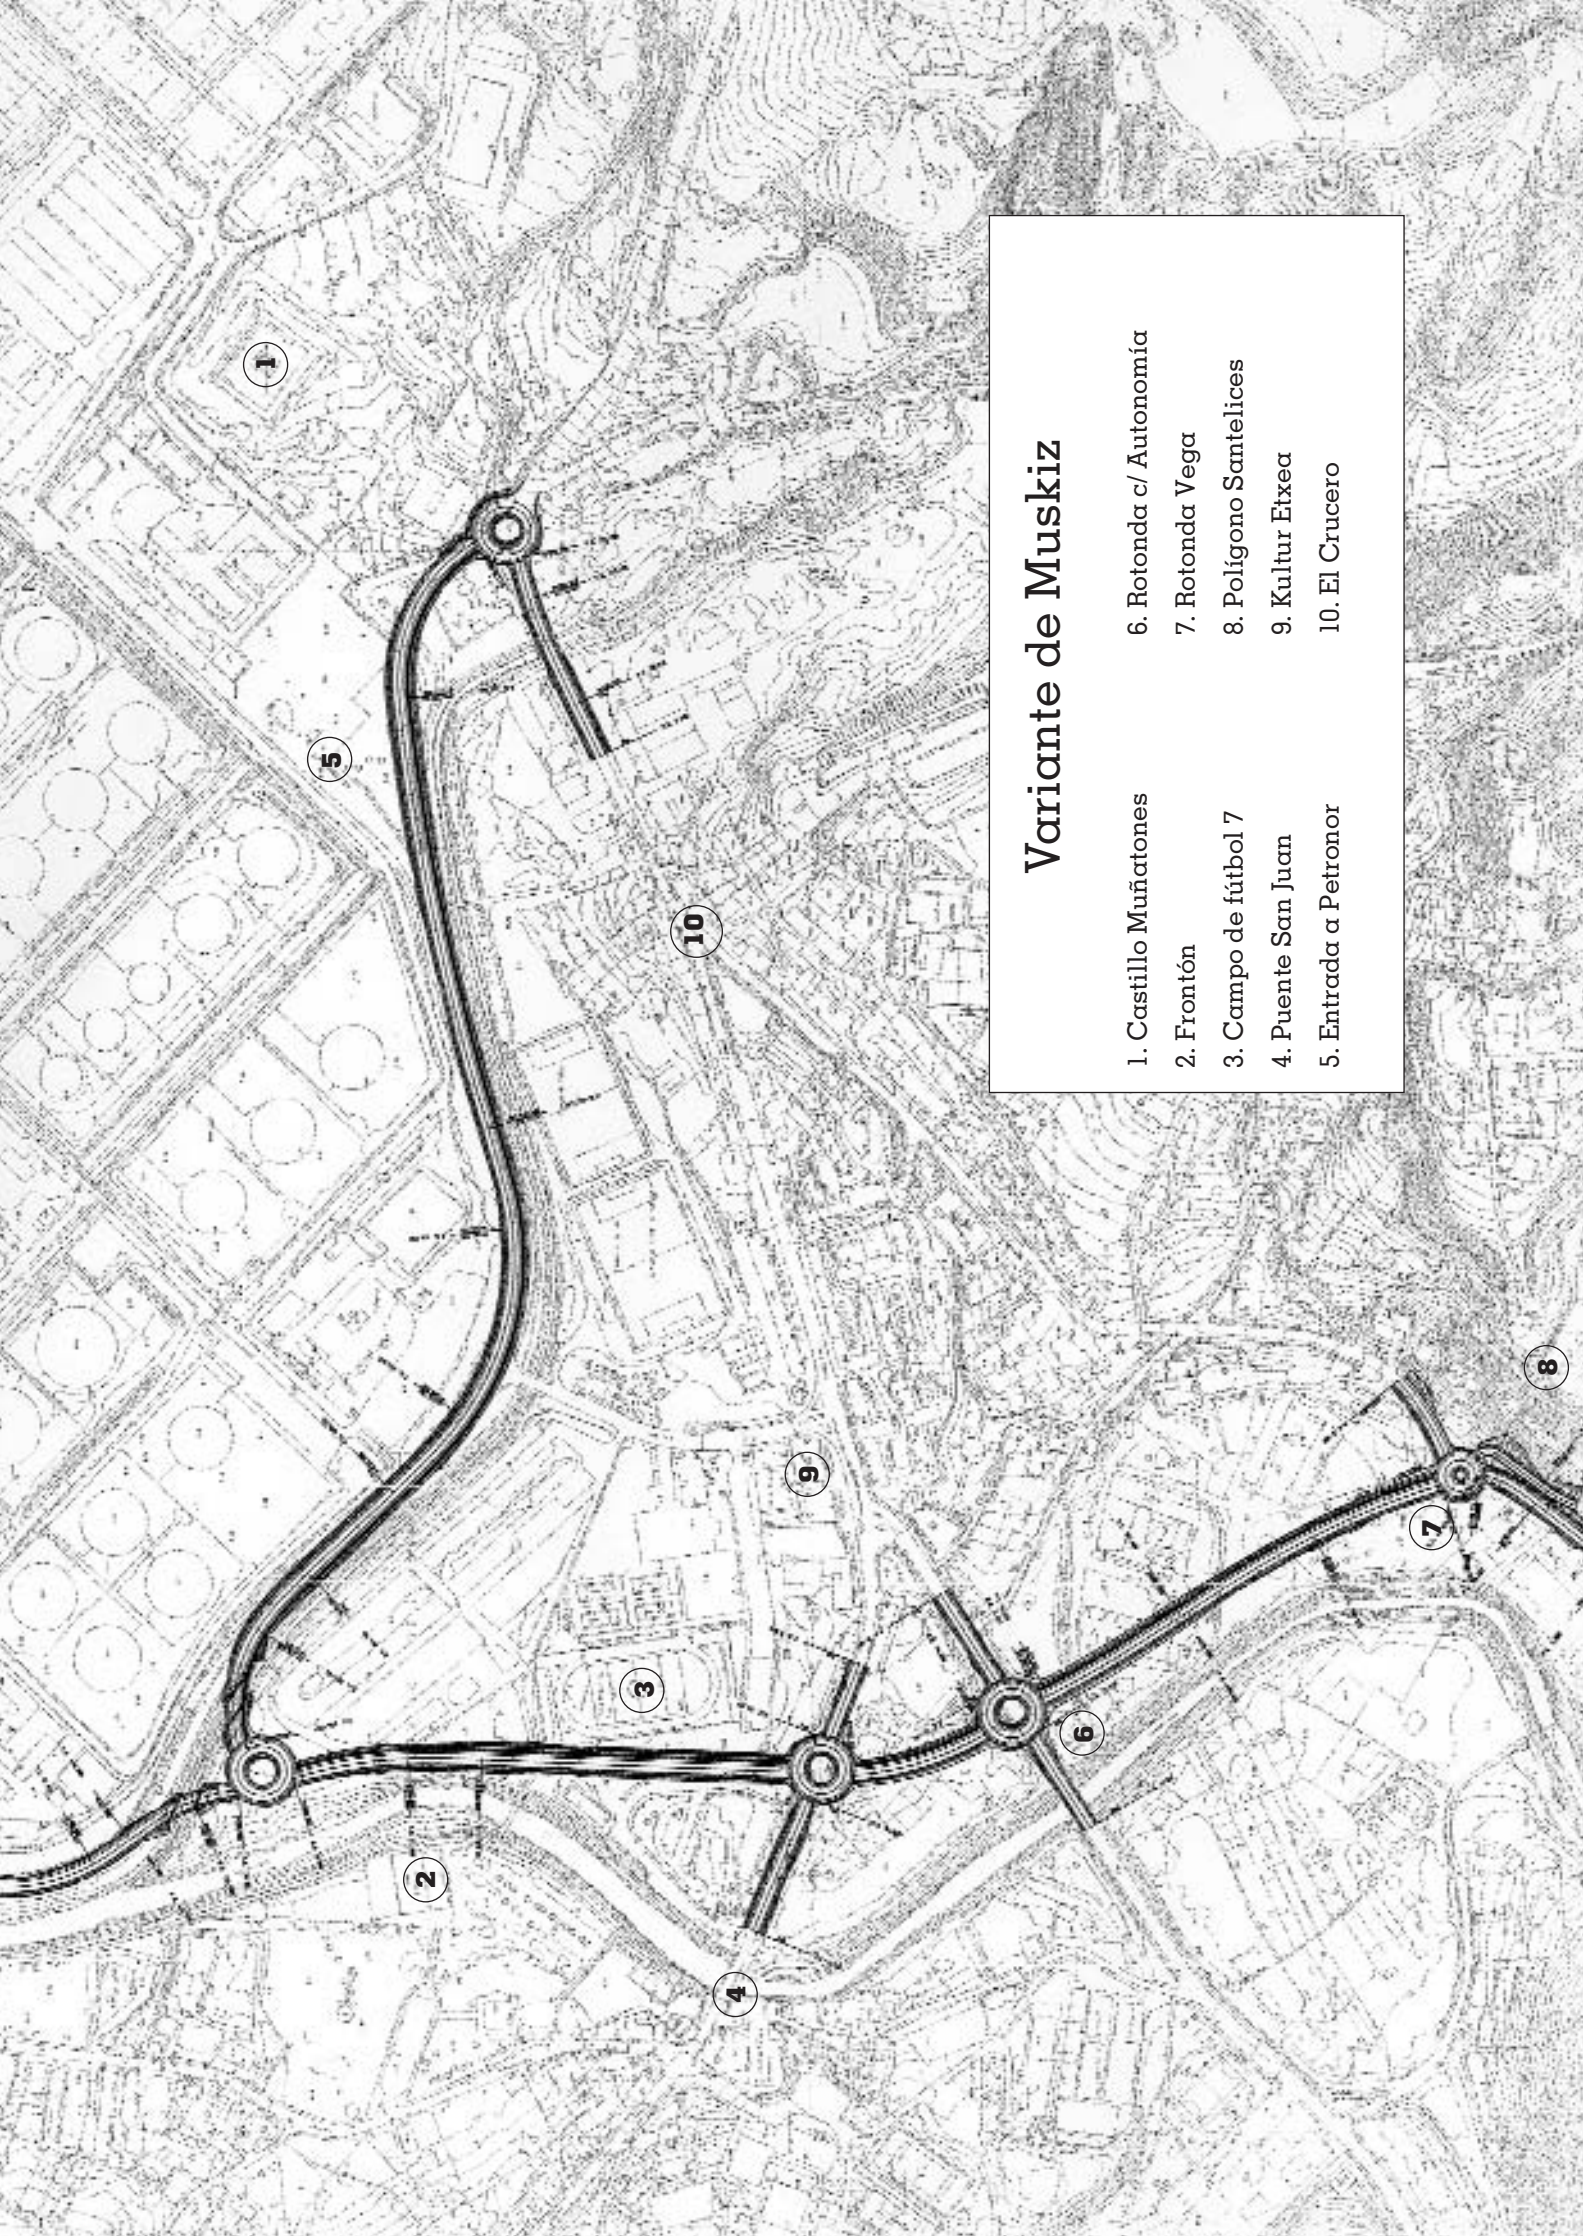 Variante de Muskiz
1. Castillo Muñatones
2. Frontón
3. Campo de fútbol 7
4. Puente San Juan
5. Entrada a Petronor
6. Rotonda c/ Autonomía
7. Rotonda Vega
8. Polígono Santelices
9. Kultur Etxea
10. El Crucero
1
5
10
9
3
7
8
6
2
4